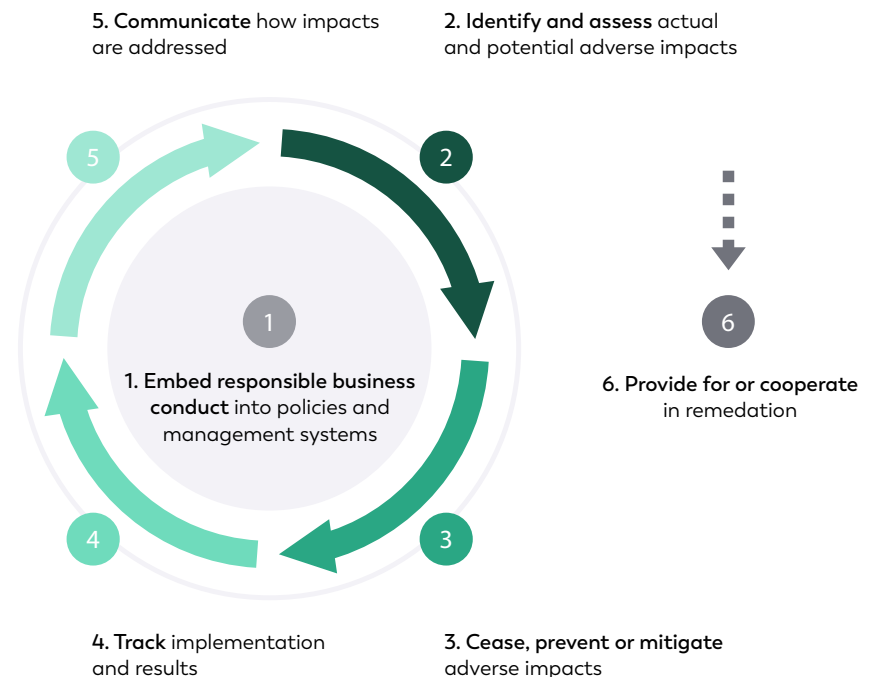 5. Communicate how impacts
are addressed
2. Identify and assess actual
and potential adverse impacts
5
2
1
6
1. Embed responsible business
conduct into policies and
management systems
6. Provide for or cooperate
in remedation
4
3
4. Track implementation
and results
3. Cease, prevent or mitigate
adverse impacts